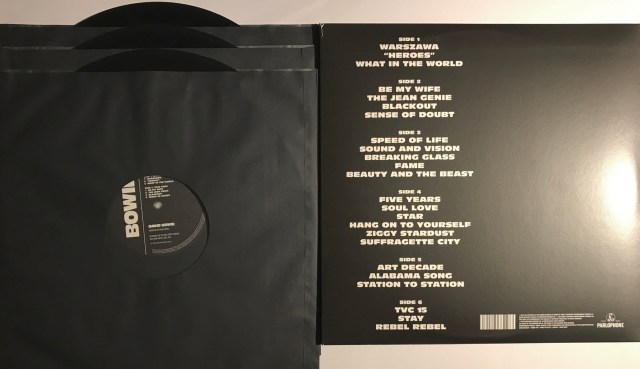 BOWIE
DAVID BOWIE
SIDE 1
WARSZAWA
"HEROES"
WHAT IN THE WORLD
SIDE 2
BE MY WIFE
THE JEAN GENIE
BLACKOUT
SENSE OF DOUBT
SIDE 3
SPEED OF LIFE
SOUND AND VISION
BREAKING GLASS
FAME
BEAUTY AND THE BEAST
SIDE 4
FIVE YEARS
SOUL LOVE
STAR
HANG ON TO YOURSELF
ZIGGY STARDUST
SUFFRAGETTE CITY
SIDE 5
ART DECADE
ALABAMA SONG
STATION TO STATION
SIDE 6
TVC 15
STAY
REBEL REBEL
PARLOPHONE